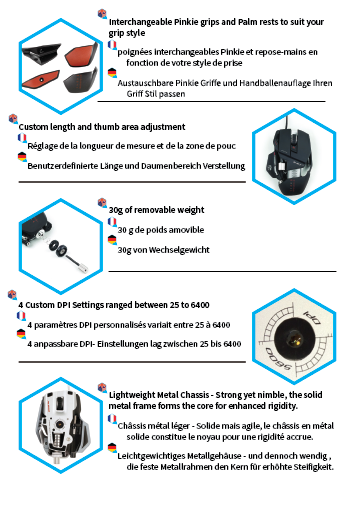 Interchangeable Pinkie grips and Palm rests to suit your
grip style
poignées interchangeables Pinkie et repose-mains en
fonction de votre style de prise
Austauschbare Pinkie Griffe und Handballenauflage Ihren
Griff Stil passen
Custom length and thumb area adjustment
Réglage de la longueur de mesure et de la zone de pouc
Benutzerdefinierte Länge und Daumenbereich Verstellung
30g of removable weight
30 g de poids amovible
30g von Wechselgewicht
4 Custom DPI Settings ranged between 25 to 6400
4 paramètres DPI personnalisés variait entre 25 à 6400
4 anpassbare DPI- Einstellungen lag zwischen 25 bis 6400
DPI
5600
Lightweight Metal Chassis - Strong yet nimble, the solid
metal frame forms the core for enhanced rigidity.
Châssis métal léger - Solide mais agile, le châssis en métal
solide constitue le noyau pour une rigidité accrue.
Leichtgewichtiges Metallgehäuse - und dennoch wendig ,
die feste Metallrahmen den Kern für erhöhte Steifigkeit.